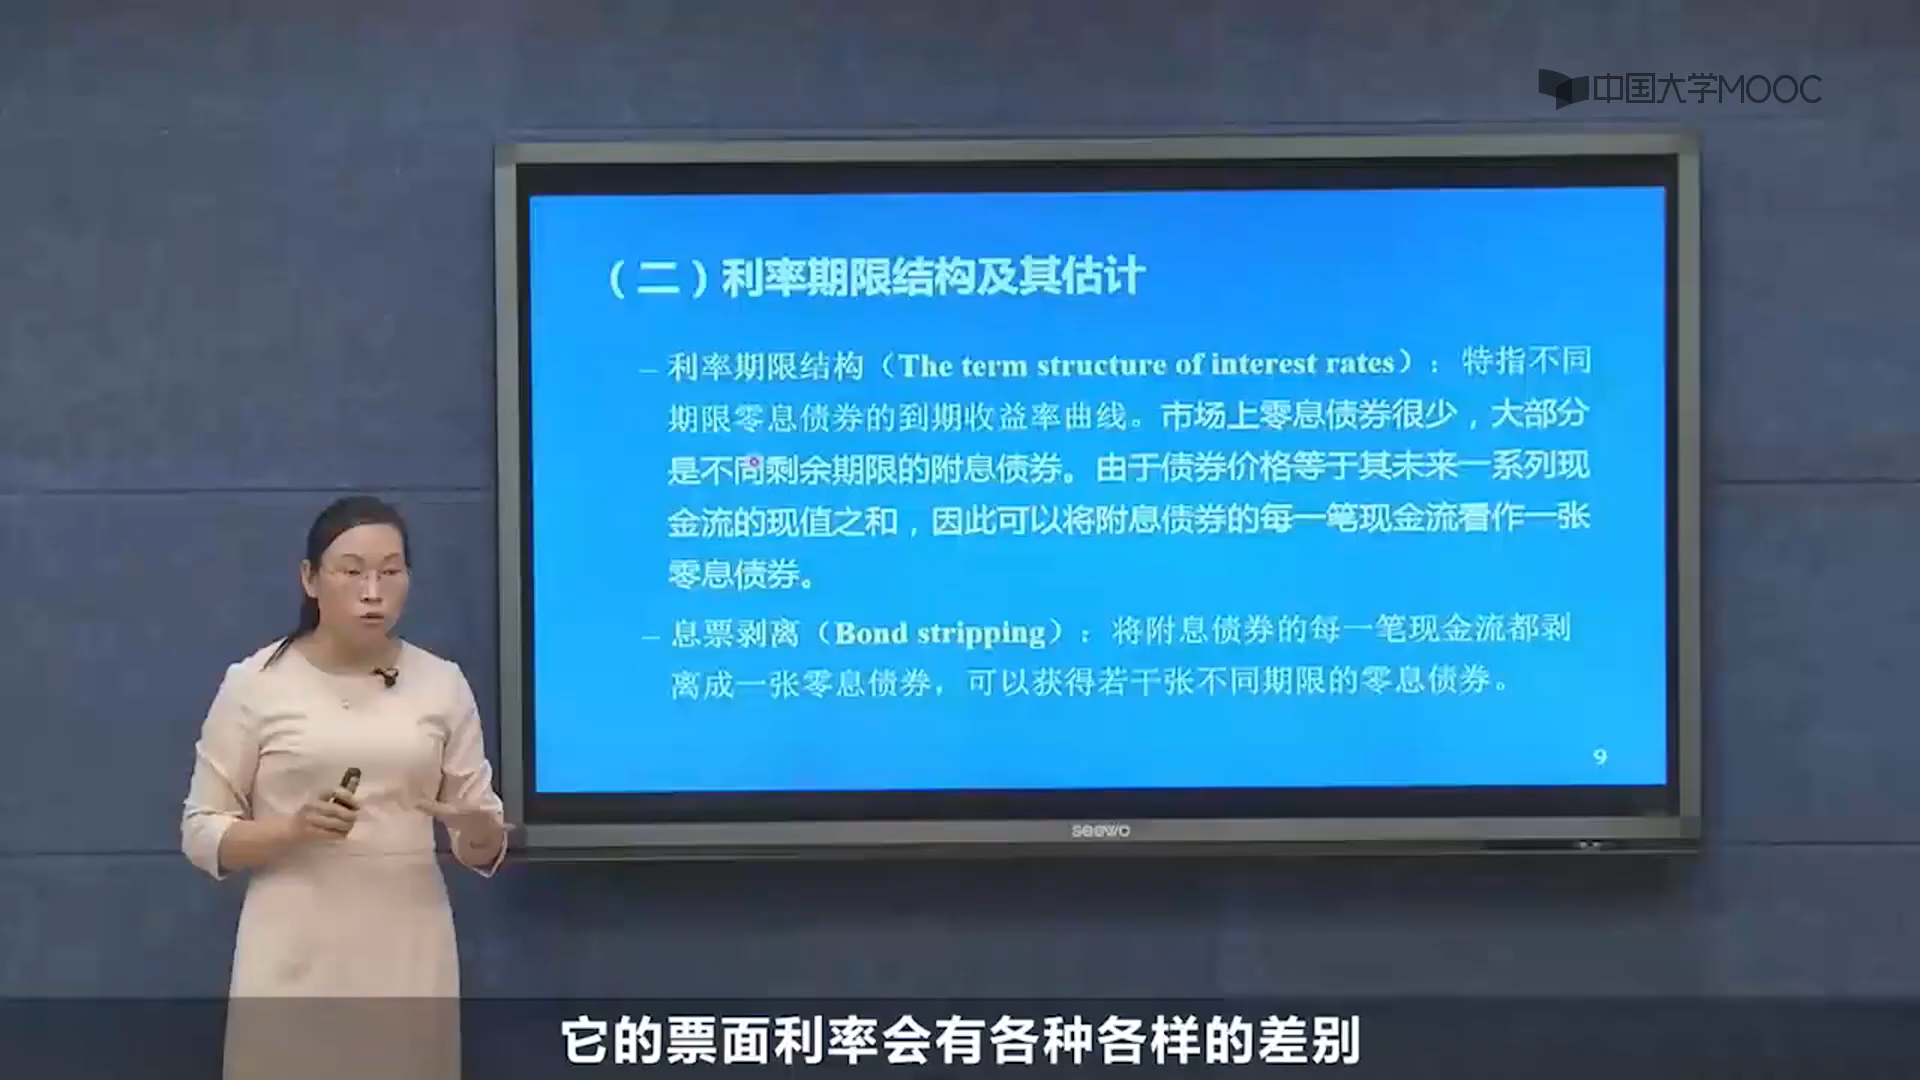 中国大学MOOC
（二）利率期限结构及其估计
– 利率期限结构（The term structure of interest rates）：特指不同
期限零息债券的到期收益率曲线。市场上零息债券很少，大部分
是不同剩余期限的附息债券。由于债券价格等于其未来一系列现
金流的现值之和，因此可以将附息债券的每一笔现金流看作一张
零息债券。
– 息票剥离（Bond stripping）：将附息债券的每一笔现金流都剥
离成一张零息债券，可以获得若干张不同期限的零息债券。
9
seewo
它的票面利率会有各种各样的差别